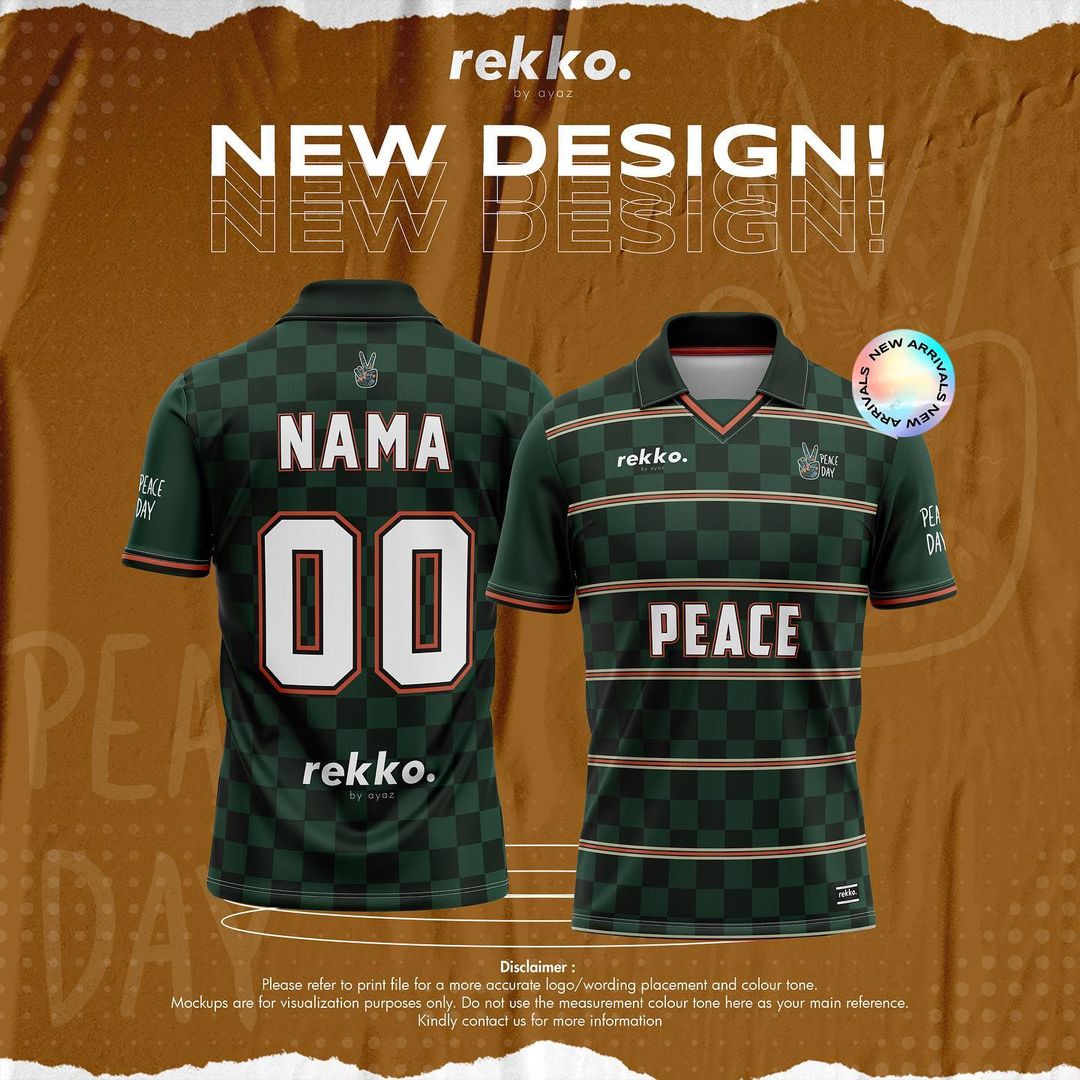 rekko.
by ayaz
NEW DESIGN!
NEW DESIGN!
NEW DESIGN!
NEW ARRIVALS NEW ARRIVALS
NAMA
00
PEACE
DAY
rekko.
by ayaz
rekko.
by ayaz
PEACE
DAY
PEA
DA
PEACE
rekko.
PEA
DAY
Disclaimer :
Please refer to print file for a more accurate logo/wording placement and colour tone.
Mockups are for visualization purposes only. Do not use the measurement colour tone here as your main reference.
Kindly contact us for more information